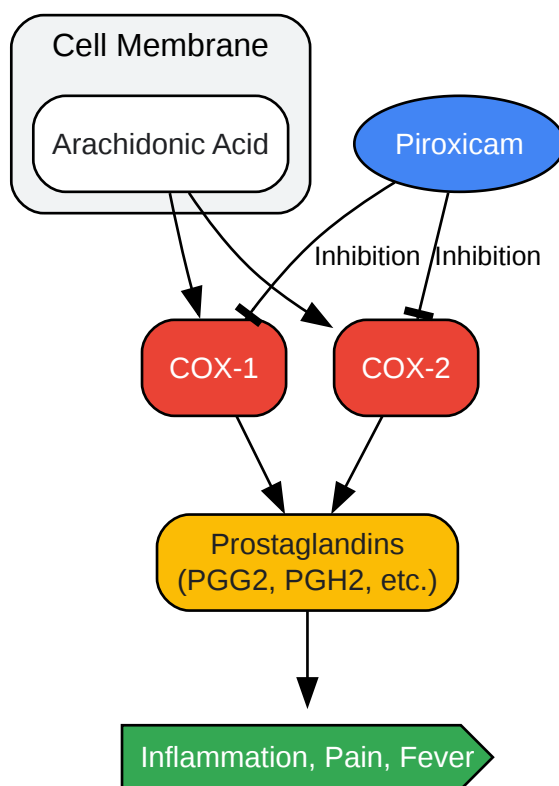 Cell Membrane
Arachidonic Acid
Piroxicam
Inhibition
Inhibition
COX-1
COX-2
Prostaglandins
(PGG2, PGH2, etc.)
Inflammation, Pain, Fever